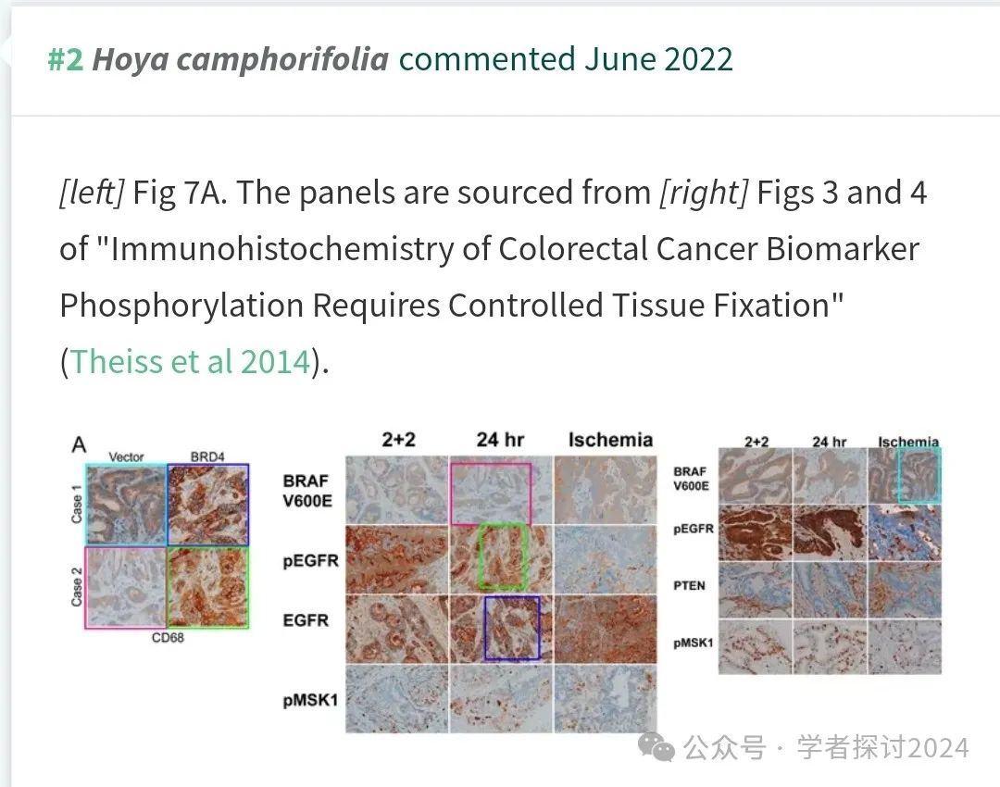 #2 Hoya camphorifolia commented June 2022
[left] Fig 7A. The panels are sourced from [right] Figs 3 and 4
of "Immunohistochemistry of Colorectal Cancer Biomarker
Phosphorylation Requires Controlled Tissue Fixation"
(Theiss et al 2014).
A
Vector BRD4
Case 1
Case 2
CD68
2+2 24 hr Ischemia
BRAF
V600E
pEGFR
EGFR
pMSK1
2+2 24 hr Ischemia
BRAF
V600E
pEGFR
PTEN
pMSK1
公众号 · 学者探讨2024